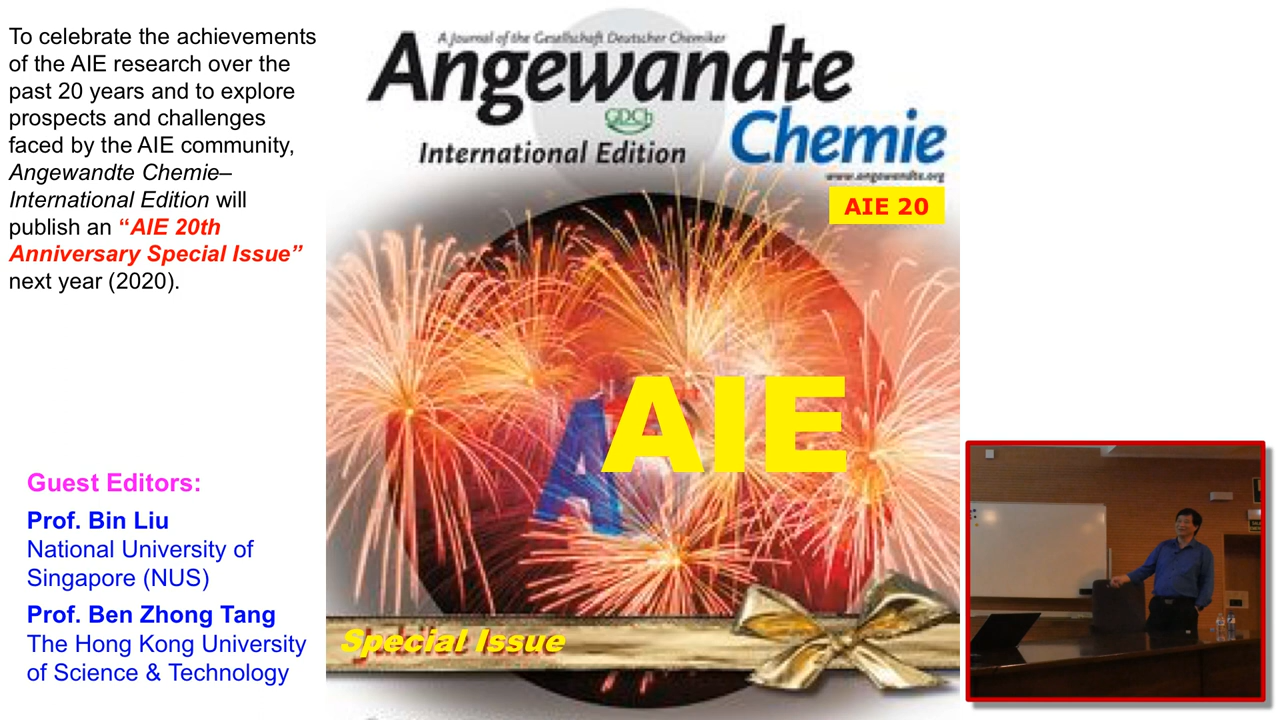 To celebrate the achievements
of the AIE research over the
past 20 years and to explore
prospects and challenges
faced by the AIE community,
Angewandte Chemie–
International Edition will
publish an “AIE 20th
Anniversary Special Issue”
next year (2020).
Guest Editors:
Prof. Bin Liu
National University of
Singapore (NUS)
Prof. Ben Zhong Tang
The Hong Kong University
of Science & Technology
A Journal of the Gesellschaft Deutscher Chemiker
Angewandte
GDCh
Chemie
International Edition
www.angewandte.org
AIE 20
AIE
Special Issue